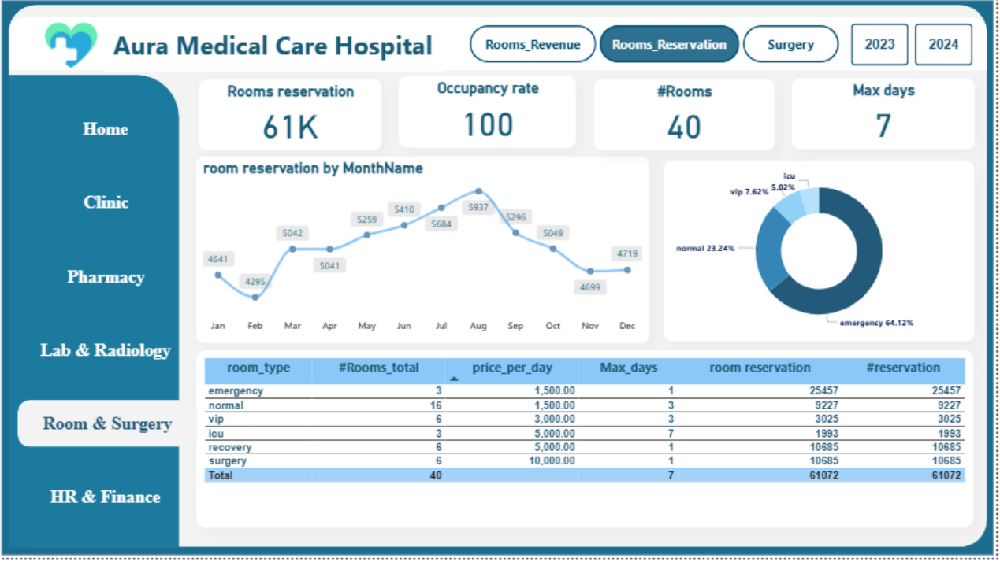 Aura Medical Care Hospital
Rooms_Revenue
Rooms_Reservation
Surgery
2023
2024
Home
Clinic
Pharmacy
Lab & Radiology
Room & Surgery
HR & Finance
Rooms reservation
61K
Occupancy rate
100
#Rooms
40
Max days
7
room reservation by MonthName
4641
4295
5042
5041
5259
5410
5684
5937
5296
5049
4699
4719
Jan Feb Mar Apr May Jun Jul Aug Sep Oct Nov Dec
icu
5.02%
vip 7.62%
normal 23.24%
emergency 64.12%
room_type #Rooms_total price_per_day Max_days room reservation #reservation
emergency 3 1,500.00 1 25457 25457
normal 16 1,500.00 3 9227 9227
vip 6 3,000.00 3 3025 3025
icu 3 5,000.00 7 1993 1993
recovery 6 5,000.00 1 10685 10685
surgery 6 10,000.00 1 10685 10685
Total 40 7 61072 61072